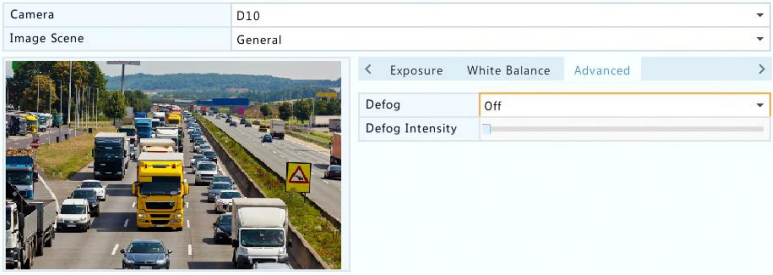 Camera D10
Image Scene General
Exposure White Balance Advanced
Defog Off
Defog Intensity